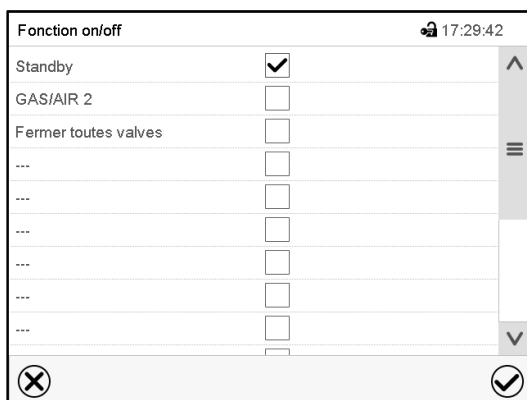 Fonction on/off 17:29:42
Standby
GAS/AIR 2
Fermer toutes valves
---
---
---
---
---
---